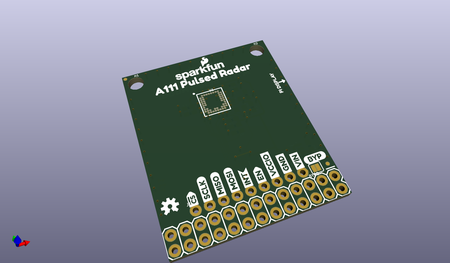 sparkfun
A111 Pulsed Radar
CS
SCLK
MISO
MOSI
INT
EN
VCCIO
GND
VIN
BYP